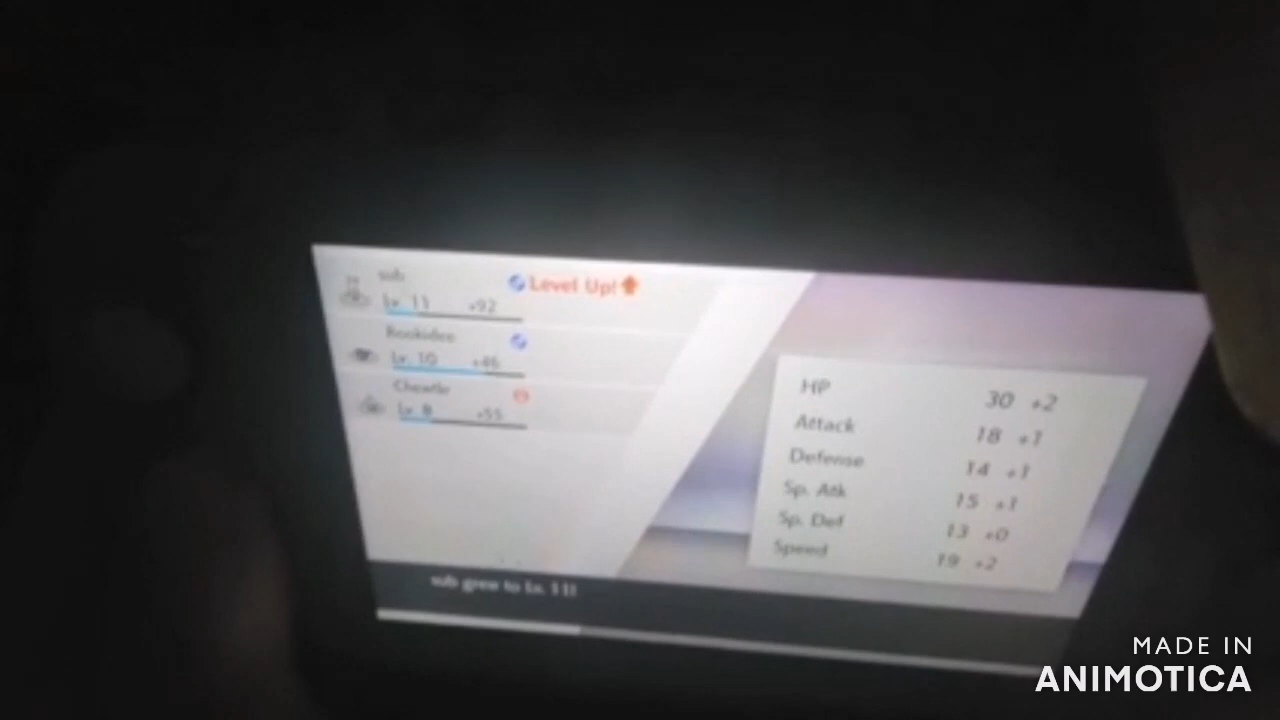 sub
Level Up!
Lv. 11 +92
Rookidee
Lv. 10 +46
Chewtle
Lv. 8 +55
HP 30 +2
Attack 18 +1
Defense 14 +1
Sp. Atk 15 +1
Sp. Def 13 +0
Speed 19 +2
sub grew to Lv. 11!
MADE IN
ANIMOTICA